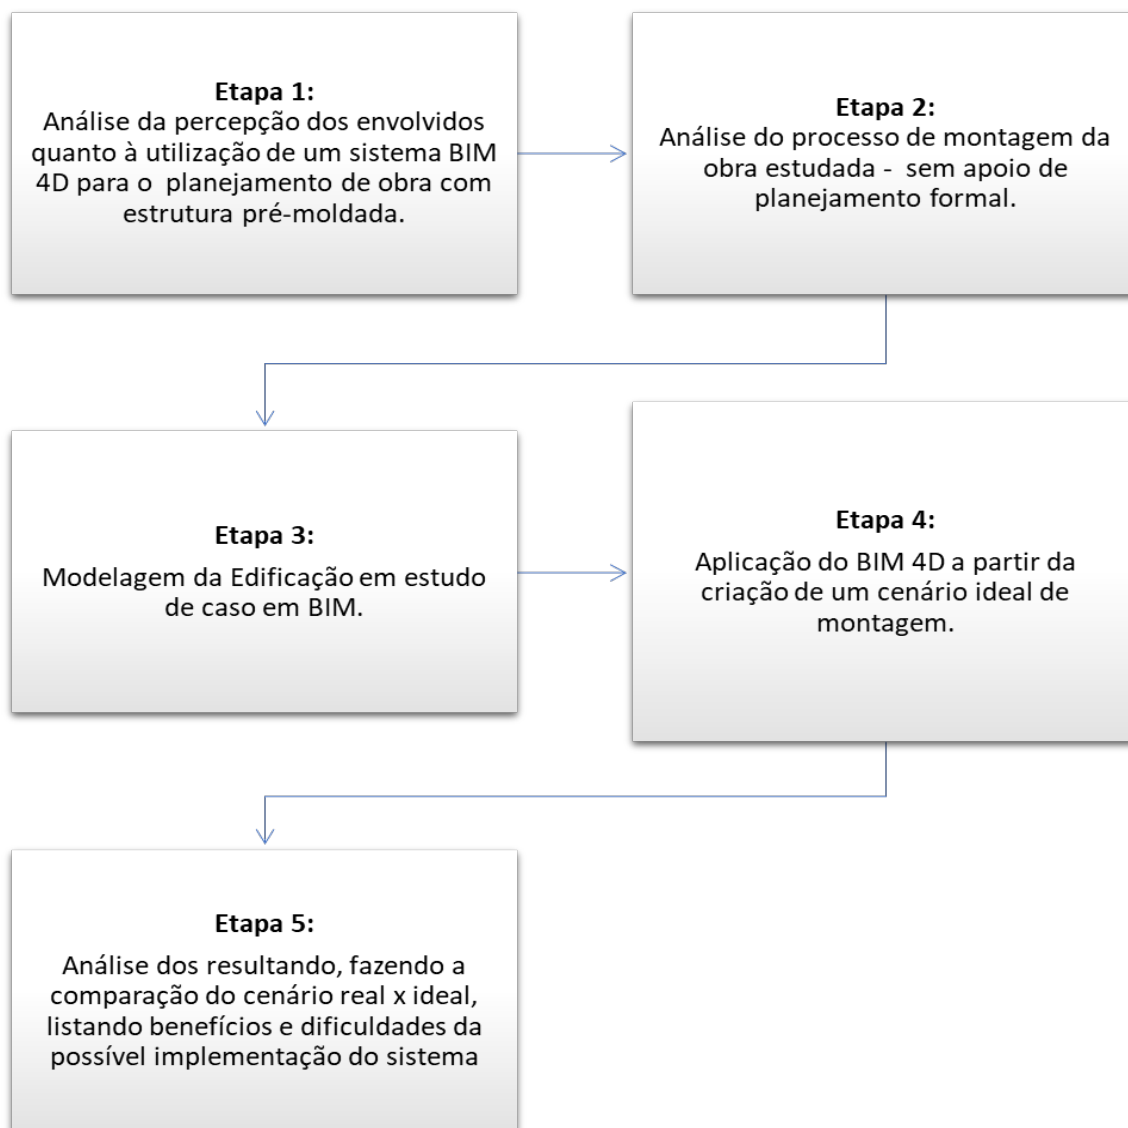 Etapa 1:
Análise da percepção dos envolvidos
quanto à utilização de um sistema BIM
4D para o planejamento de obra com
estrutura pré-moldada.
Etapa 2:
Análise do processo de montagem da
obra estudada - sem apoio de
planejamento formal.
Etapa 3:
Modelagem da Edificação em estudo
de caso em BIM.
Etapa 4:
Aplicação do BIM 4D a partir da
criação de um cenário ideal de
montagem.
Etapa 5:
Análise dos resultando, fazendo a
comparação do cenário real x ideal,
listando benefícios e dificuldades da
possível implementação do sistema